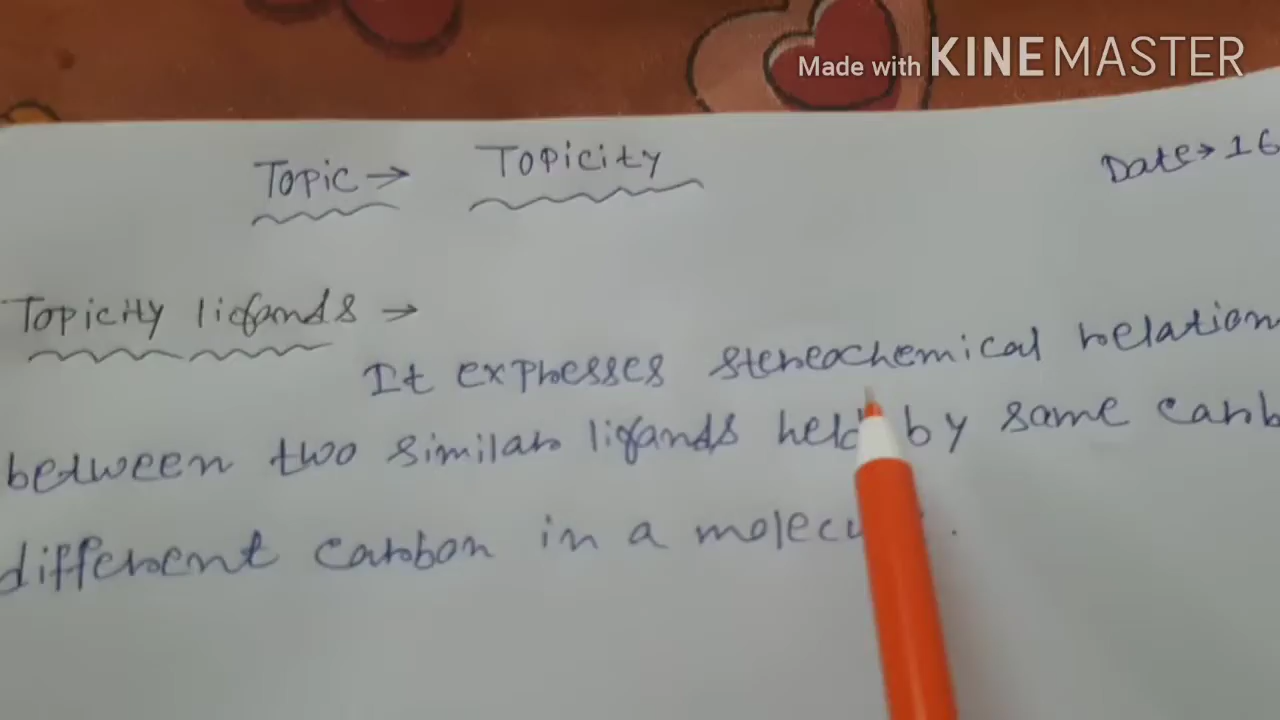 Made with KINEMASTER
Topic → Topicity
Date → 16
Topicity ligands →
It expresses stereochemical relation
between two similar ligands held by same carb
different carbon in a molecu .